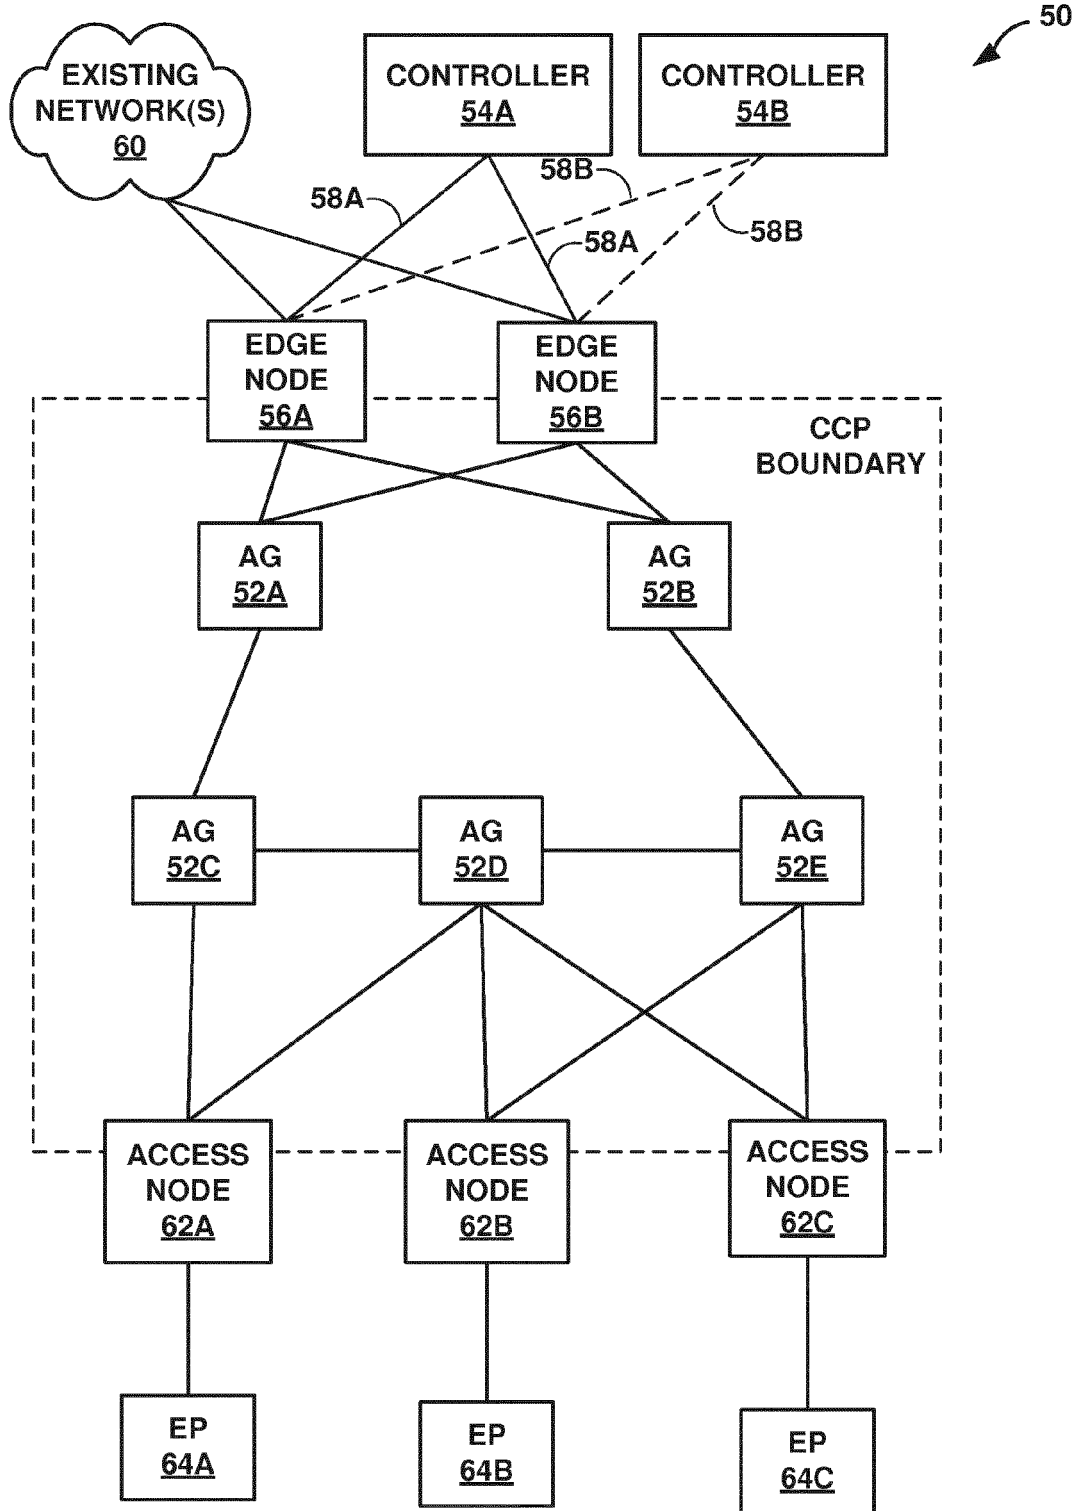 50
EXISTING
NETWORK(S)
60
CONTROLLER
54A
CONTROLLER
54B
58B
58A
58B
58A
EDGE
NODE
56A
EDGE
NODE
56B
CCP
BOUNDARY
AG
52A
AG
52B
AG
52C
AG
52D
AG
52E
ACCESS
NODE
62A
ACCESS
NODE
62B
ACCESS
NODE
62C
EP
64A
EP
64B
EP
64C